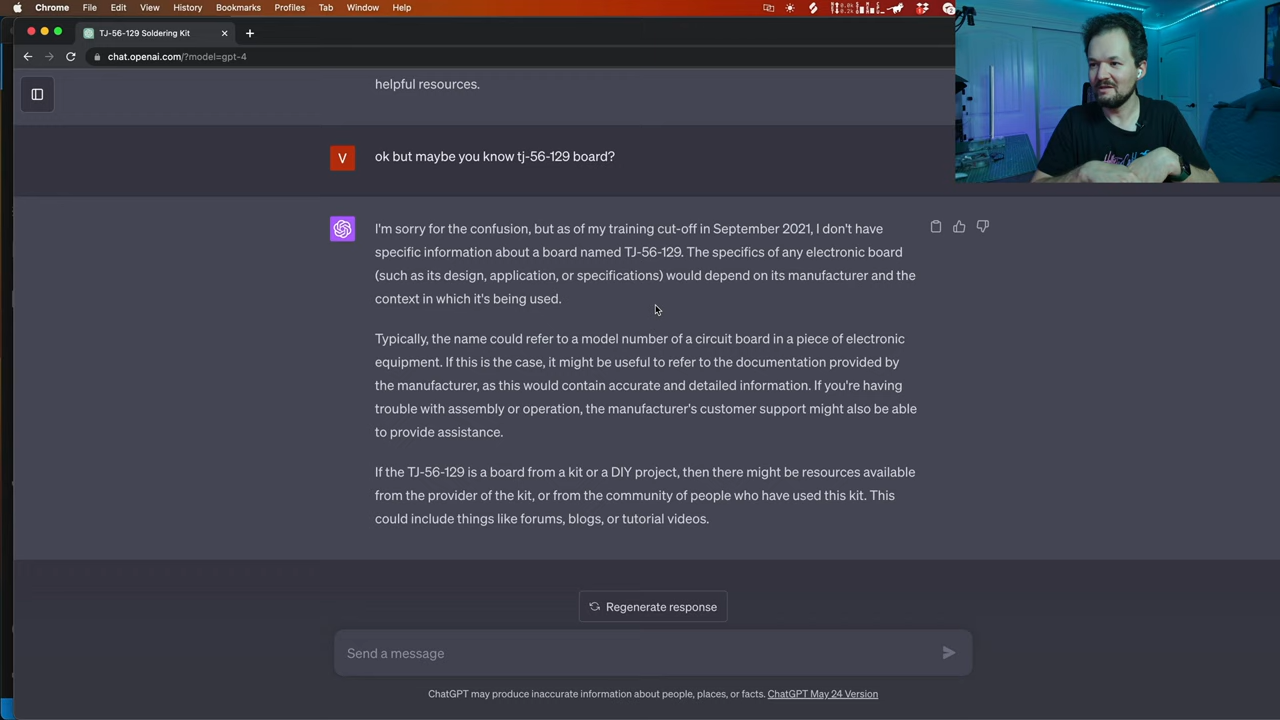 Chrome File Edit View History Bookmarks Profiles Tab Window Help
TJ-56-129 Soldering Kit
chat.openai.com/?model=gpt-4
helpful resources.
V
ok but maybe you know tj-56-129 board?
I'm sorry for the confusion, but as of my training cut-off in September 2021, I don't have
specific information about a board named TJ-56-129. The specifics of any electronic board
(such as its design, application, or specifications) would depend on its manufacturer and the
context in which it's being used.
Typically, the name could refer to a model number of a circuit board in a piece of electronic
equipment. If this is the case, it might be useful to refer to the documentation provided by
the manufacturer, as this would contain accurate and detailed information. If you're having
trouble with assembly or operation, the manufacturer's customer support might also be able
to provide assistance.
If the TJ-56-129 is a board from a kit or a DIY project, then there might be resources available
from the provider of the kit, or from the community of people who have used this kit. This
could include things like forums, blogs, or tutorial videos.
Regenerate response
Send a message
ChatGPT may produce inaccurate information about people, places, or facts. ChatGPT May 24 Version